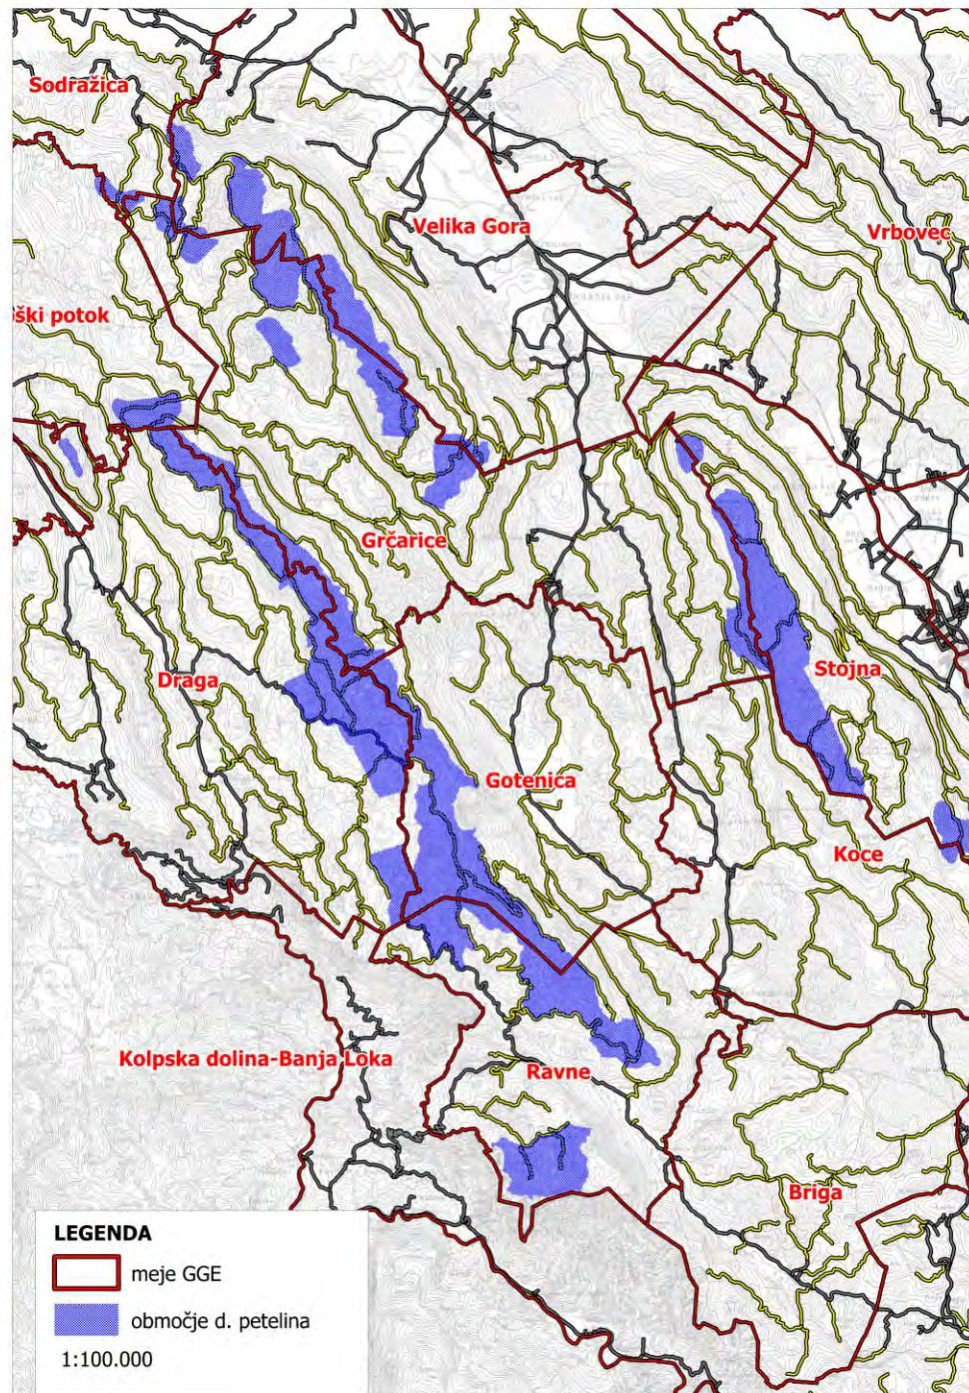 Sodražica
Velika Gora
Vrbovec
ški potok
Grčarice
Draga
Stojna
Gotenica
Koce
Kolpska dolina-Banja Loka
Ravne
Briga
LEGENDA
meje GGE
območje d. petelina
1:100.000